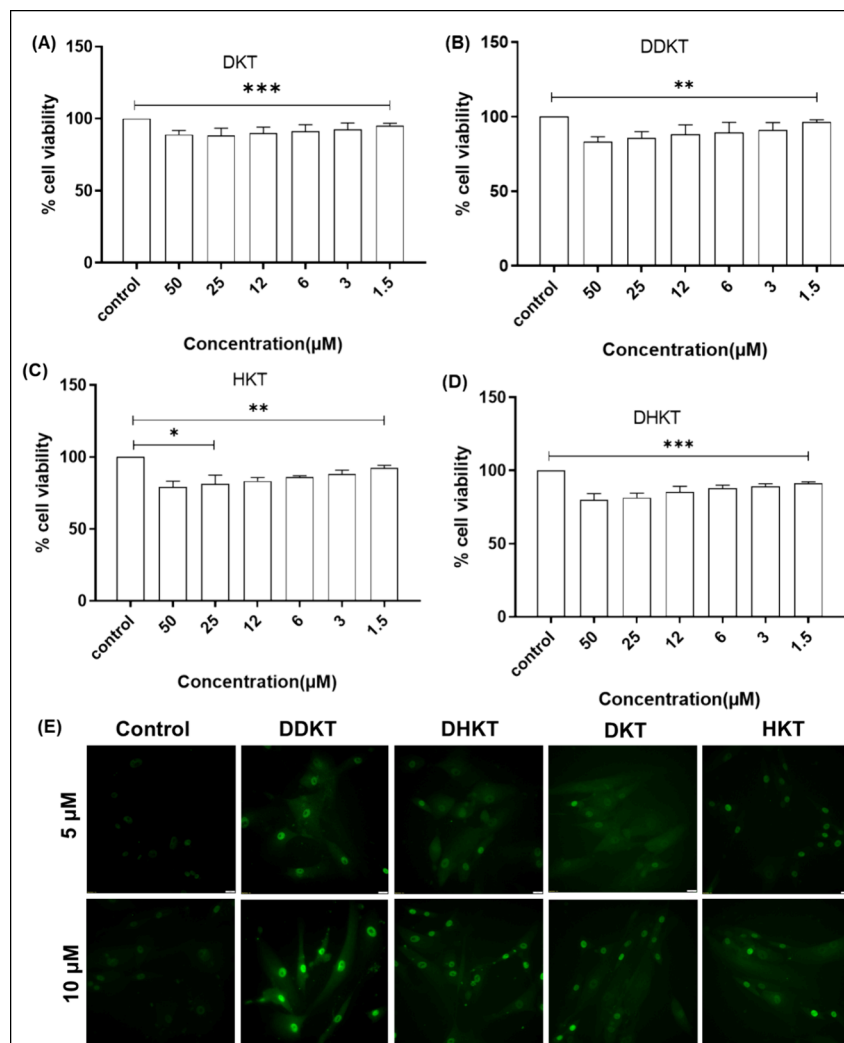 (A)
DKT
***
% cell viability
150
100
50
0
control 50 25 12 6 3 1.5
Concentration(µM)
(B)
DDKT
**
% cell viability
150
100
50
0
control 50 25 12 6 3 1.5
Concentration(µM)
(C)
HKT
**
*
% cell viability
150
100
50
0
control 50 25 12 6 3 1.5
Concentration(µM)
(D)
DHKT
***
% cell viability
150
100
50
0
control 50 25 12 6 3 1.5
Concentration(µM)
(E)
Control DDKT DHKT DKT HKT
5 µM
10 µM